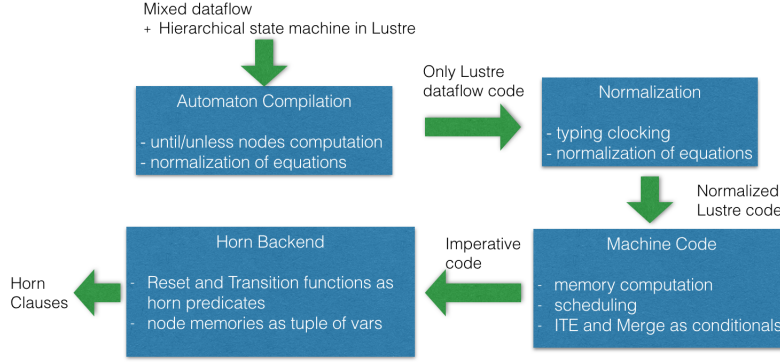 Mixed dataflow
+ Hierarchical state machine in Lustre
Automaton Compilation
- until/unless nodes computation
- normalization of equations
Only Lustre
dataflow code
Normalization
- typing clocking
- normalization of equations
Normalized
Lustre code
Machine Code
- memory computation
- scheduling
- ITE and Merge as conditionals
Imperative
code
Horn Backend
- Reset and Transition functions as
horn predicates
- node memories as tuple of vars
Horn
Clauses